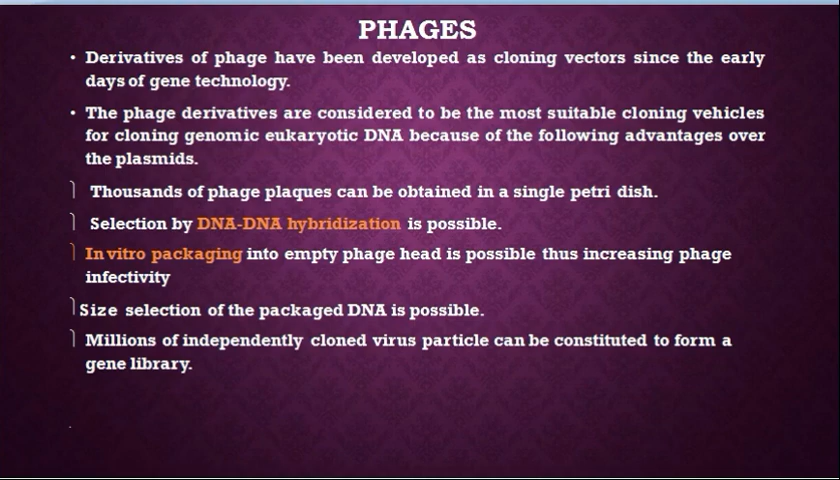 PHAGES
• Derivatives of phage have been developed as cloning vectors since the early
days of gene technology.
• The phage derivatives are considered to be the most suitable cloning vehicles
for cloning genomic eukaryotic DNA because of the following advantages over
the plasmids.
Thousands of phage plaques can be obtained in a single petri dish.
Selection by DNA-DNA hybridization is possible.
In vitro packaging into empty phage head is possible thus increasing phage
infectivity
Size selection of the packaged DNA is possible.
Millions of independently cloned virus particle can be constituted to form a
gene library.
.